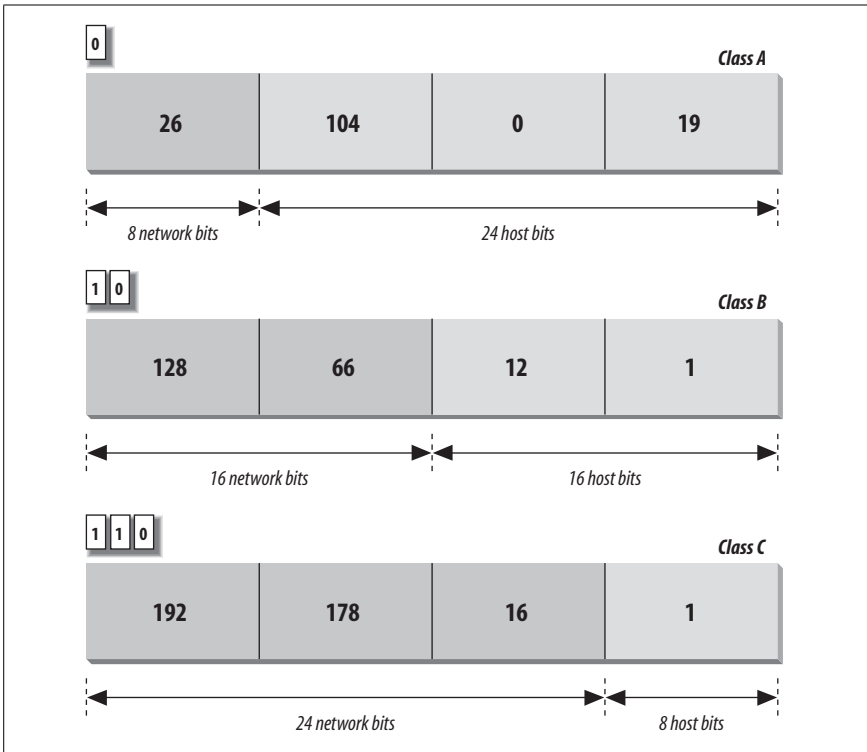 0
Class A
26 104 0 19
8 network bits 24 host bits
1 0
Class B
128 66 12 1
16 network bits 16 host bits
1 1 0
Class C
192 178 16 1
24 network bits 8 host bits